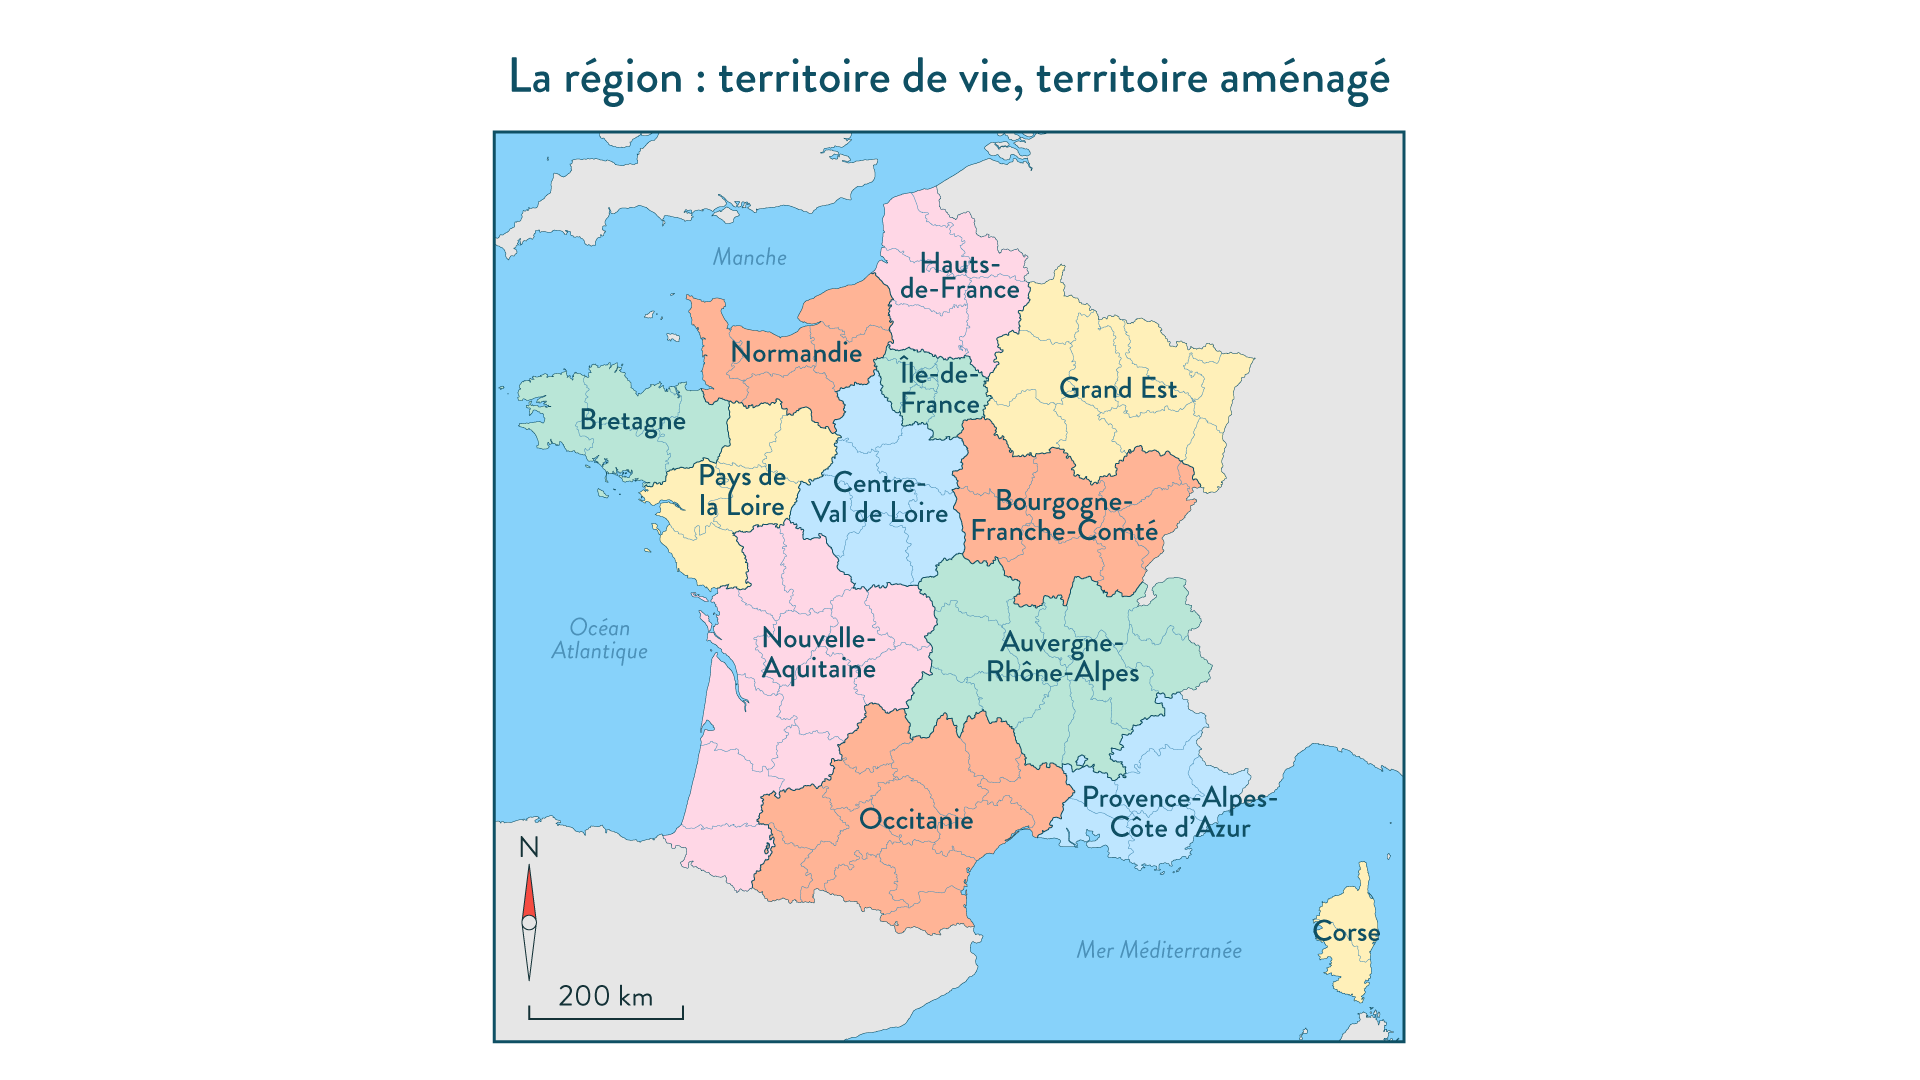 La région : territoire de vie, territoire aménagé
Manche
Hauts-
de-France
Normandie
Île-de-
France
Grand Est
Bretagne
Pays de
la Loire
Centre-
Val de Loire
Bourgogne-
Franche-Comté
Océan
Atlantique
Nouvelle-
Aquitaine
Auvergne-
Rhône-Alpes
Occitanie
Provence-Alpes-
Côte d'Azur
Corse
Mer Méditerranée
N
200 km